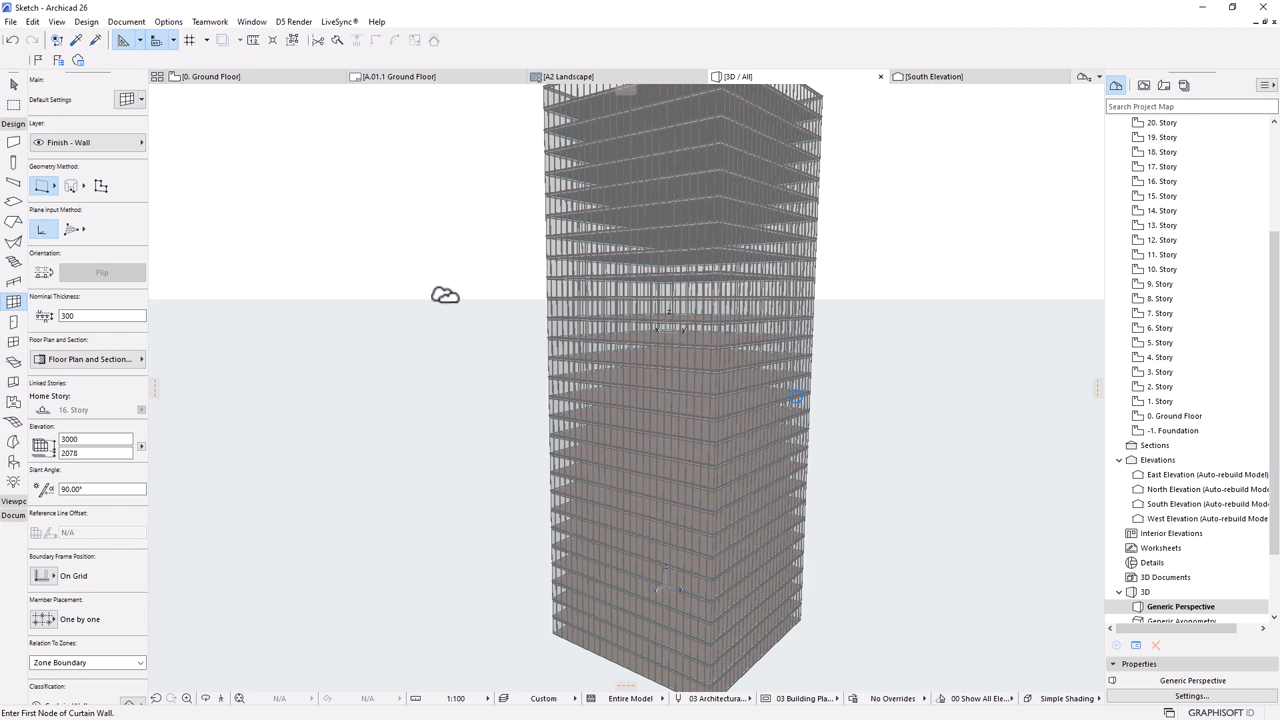 Sketch - Archicad 26
File Edit View Design Document Options Teamwork Window D5 Render LiveSync® Help
[0. Ground Floor] [A.01.1 Ground Floor] [A2 Landscape] [3D / All] [South Elevation]
Main:
Default Settings
Layer:
Finish - Wall
Geometry Method:
Plane Input Method:
Orientation:
Flip
Nominal Thickness:
300
Floor Plan and Section:
Floor Plan and Section...
Linked Stories:
Home Story:
16. Story
Elevation:
3000
2078
Slant Angle:
90.00°
Reference Line Offset:
N/A
Boundary Frame Position:
On Grid
Member Placement:
One by one
Relation To Zones:
Zone Boundary
Classification:
Design
Viewpc
Docum
Search Project Map
20. Story
19. Story
18. Story
17. Story
16. Story
15. Story
14. Story
13. Story
12. Story
11. Story
10. Story
9. Story
8. Story
7. Story
6. Story
5. Story
4. Story
3. Story
2. Story
1. Story
0. Ground Floor
-1. Foundation
Sections
Elevations
East Elevation (Auto-rebuild Model)
North Elevation (Auto-rebuild Mode
South Elevation (Auto-rebuild Mode
West Elevation (Auto-rebuild Mode
Interior Elevations
Worksheets
Details
3D Documents
3D
Generic Perspective
Generic Axonometry
Properties
Generic Perspective
Settings...
N/A N/A 1:100 Custom Entire Model 03 Architectura... 03 Building Pla... No Overrides 00 Show All Ele... Simple Shading
Enter First Node of Curtain Wall.
GRAPHISOFT ID